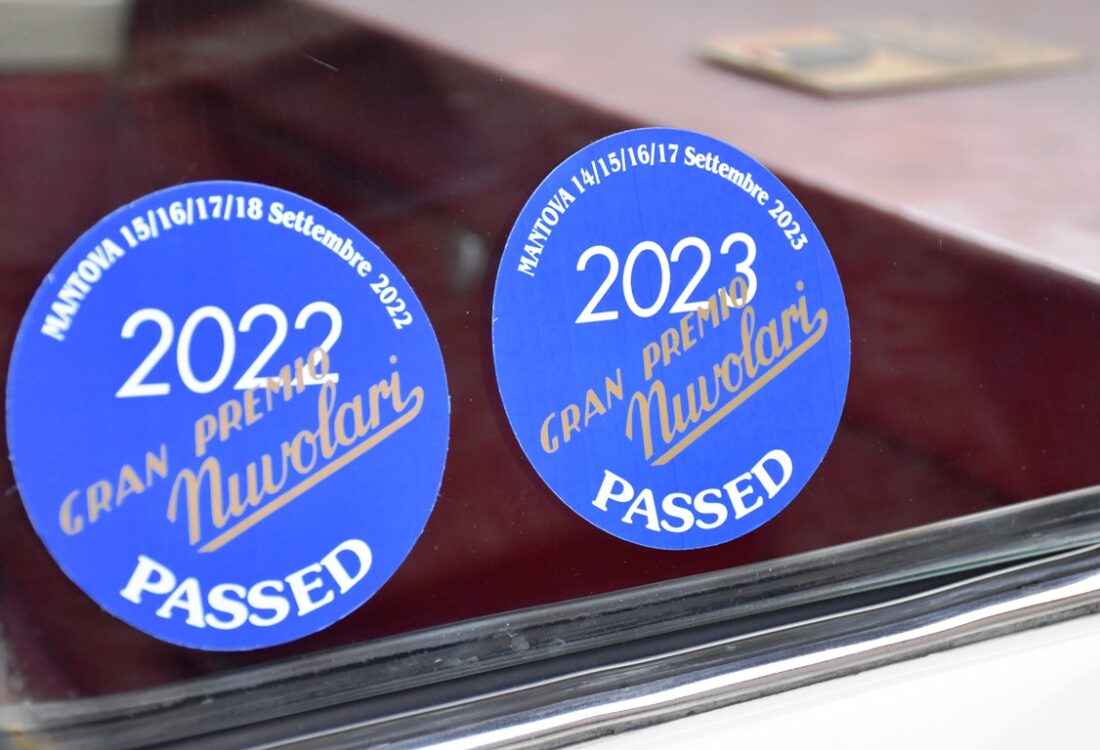 MANTOVA 15/16/17/18 Settembre 2022
2022
GRAN PREMIO
Nuvolari
PASSED
MANTOVA 14/15/16/17 Settembre 2023
2023
GRAN PREMIO
Nuvolari
PASSED